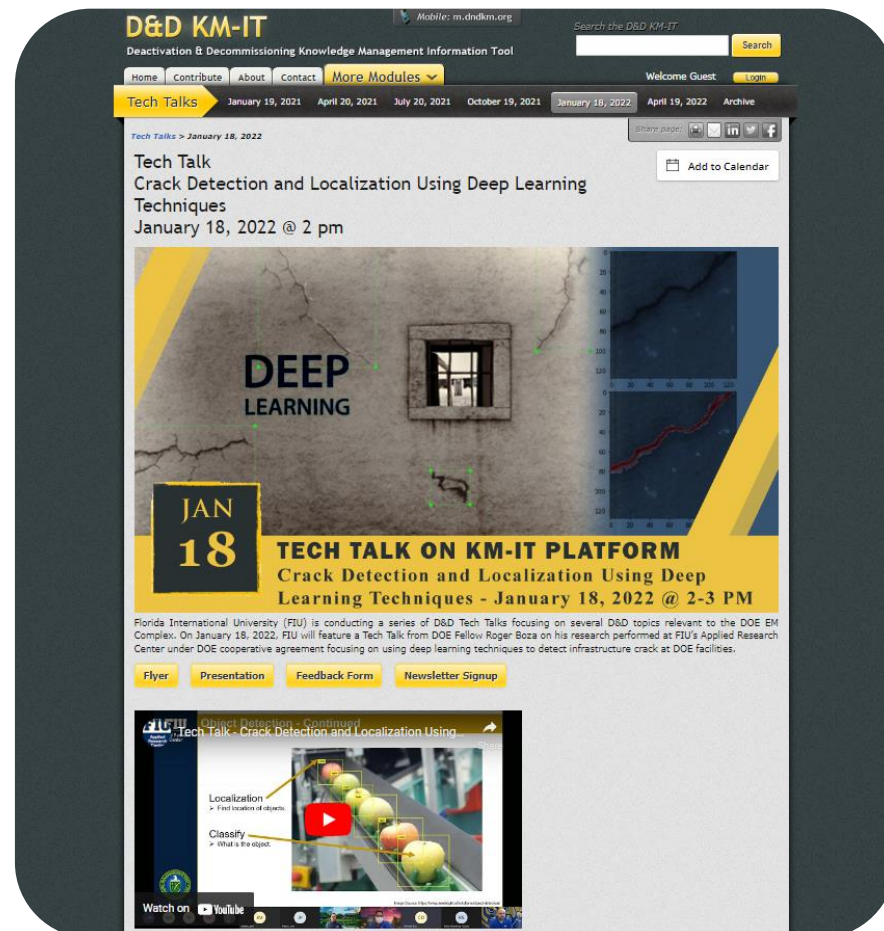 D&D KM-IT
Mobile: m.dndkm.org
Search the D&D KM-IT
Deactivation & Decommissioning Knowledge Management Information Tool
Search
Home Contribute About Contact More Modules
Welcome Guest Login
Tech Talks January 19, 2021 April 20, 2021 July 20, 2021 October 19, 2021 January 18, 2022 April 19, 2022 Archive
Share page:
Tech Talks > January 18, 2022
Add to Calendar
Tech Talk
Crack Detection and Localization Using Deep Learning
Techniques
January 18, 2022 @ 2 pm
DEEP
LEARNING
JAN
18
TECH TALK ON KM-IT PLATFORM
Crack Detection and Localization Using Deep
Learning Techniques - January 18, 2022 @ 2-3 PM
Florida International University (FIU) is conducting a series of D&D Tech Talks focusing on several D&D topics relevant to the DOE EM
Complex. On January 18, 2022, FIU will feature a Tech Talk from DOE Fellow Roger Boza on his research performed at FIU's Applied Research
Center under DOE cooperative agreement focusing on using deep learning techniques to detect infrastructure crack at DOE facilities.
Flyer Presentation Feedback Form Newsletter Signup
Object Detection - Continued
Tech Talk - Crack Detection and Localization Using...
Share
Localization
Find location of objects.
Classify
What is the object.
Watch on YouTube